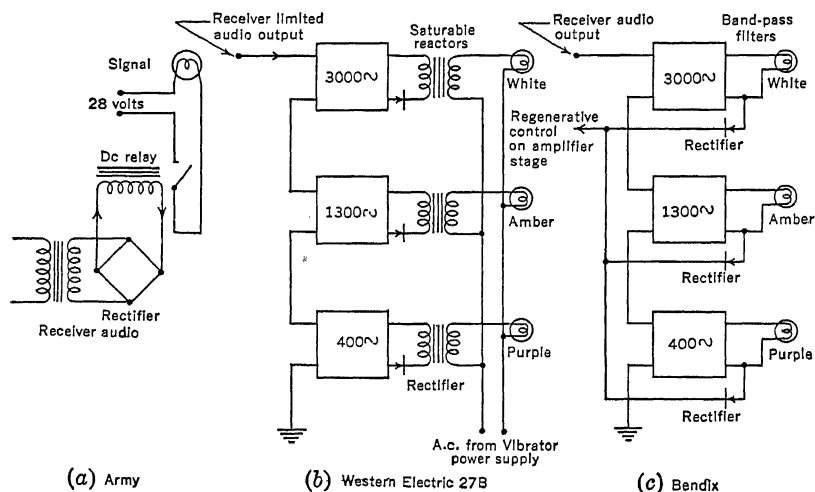 Signal
28 volts
Dc relay
Rectifier
Receiver audio
(a) Army
Receiver limited
audio output
Saturable
reactors
3000~
White
1300~
Amber
400~
Purple
Rectifier
A.c. from Vibrator
power supply
(b) Western Electric 27B
Receiver audio
output
Band-pass
filters
3000~
White
Regenerative
control
on amplifier
stage
Rectifier
1300~
Amber
Rectifier
400~
Purple
Rectifier
(c) Bendix